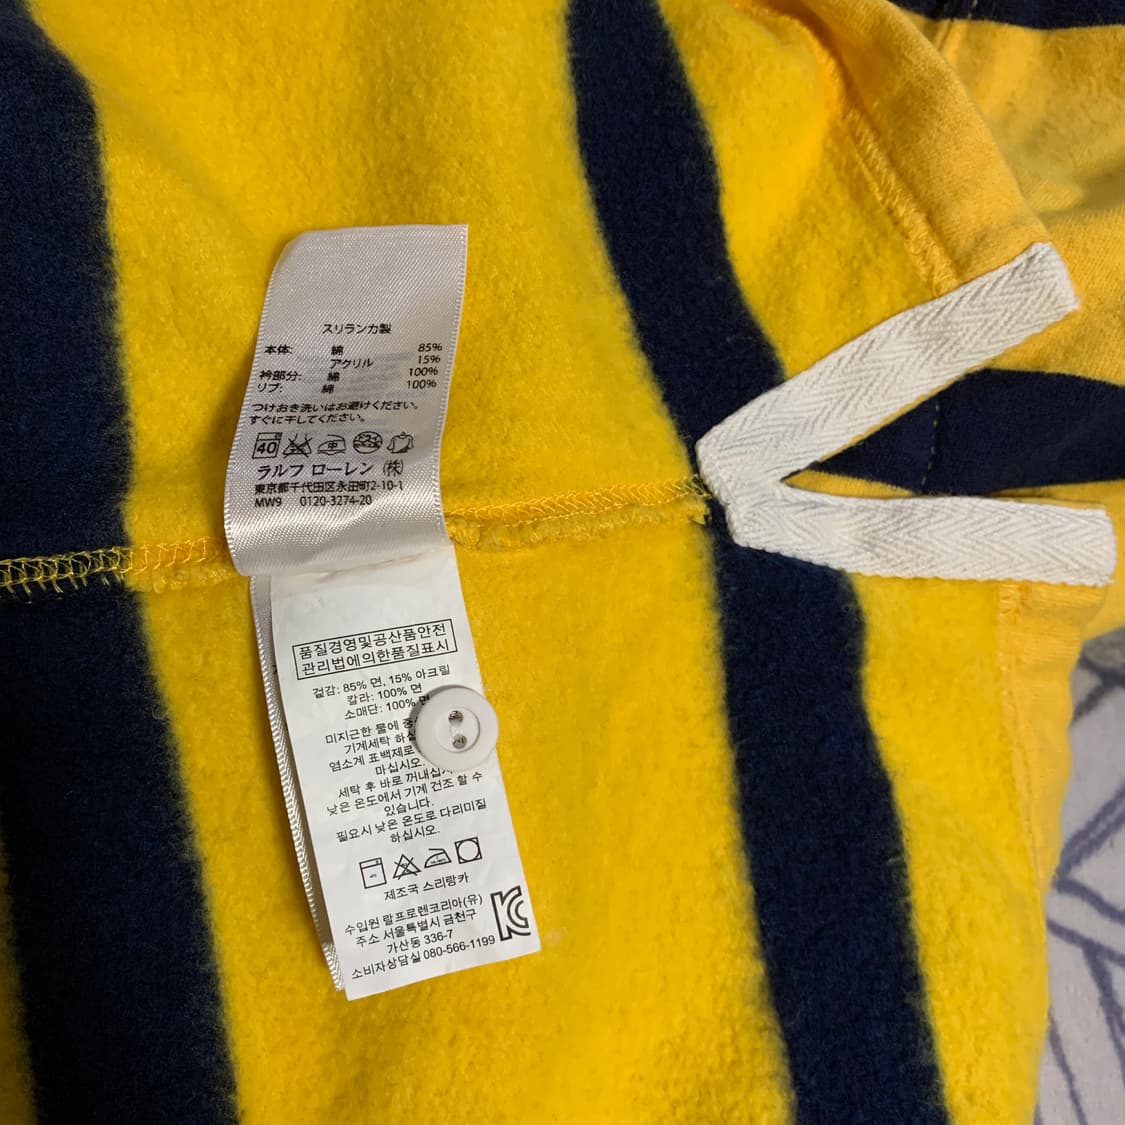 スリランカ製
本体: 綿 85%
アクリル 15%
衿部分: 綿 100%
リブ: 綿 100%
つけおき洗いはお避けください。
すぐに干してください。
40 中
ラルフ ローレン (株)
東京都千代田区永田町2-10-1
MW9 0120-3274-20
품질경영및공산품안전
관리법에의한품질표시
겉감: 85% 면, 15% 아크릴
칼라: 100% 면
소매단: 100% 면
미지근한 물에
기계세탁
염소계 표백제로
마십시오.
세탁 후 바로 꺼내십시
낮은 온도에서 기계 건조 할 수
있습니다.
필요시 낮은 온도로 다리미질
하십시오.
제조국 스리랑카
수입원 랄프로렌코리아(유)
주소 서울특별시 금천구
가산동 336-7
소비자상담실 080-566-1199